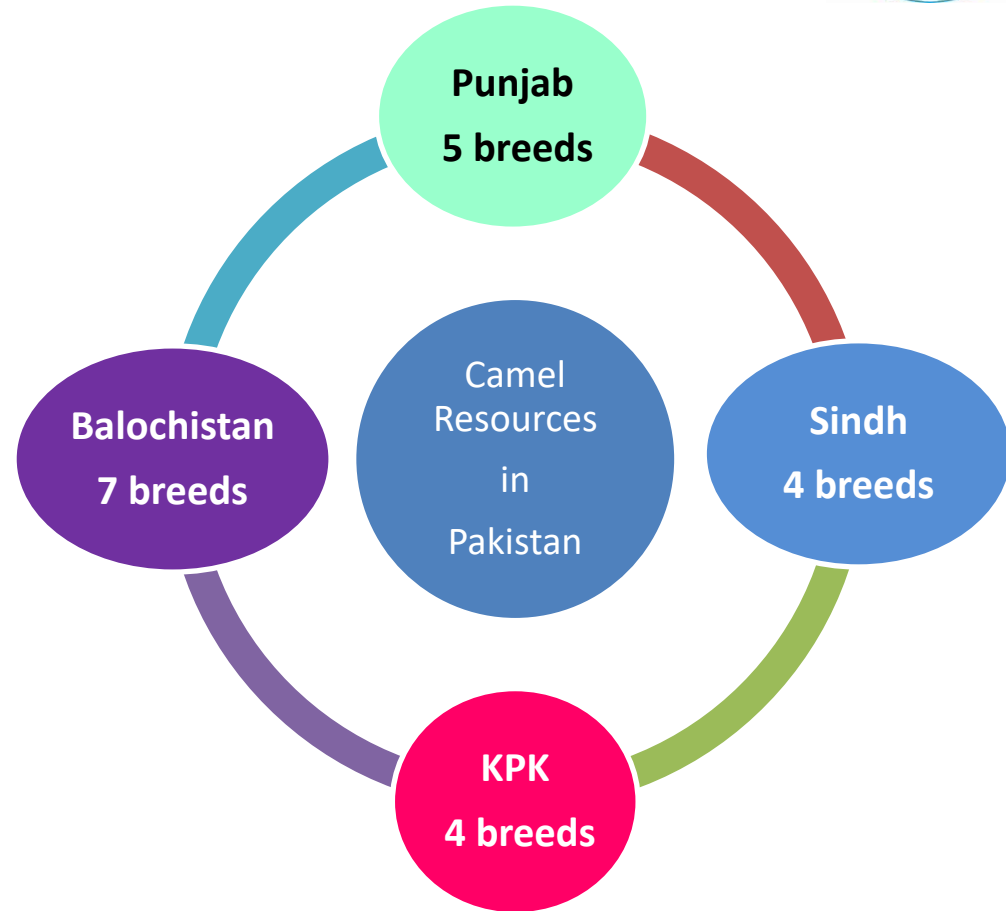 Punjab
5 breeds
Camel
Resources
in
Pakistan
Balochistan
7 breeds
Sindh
4 breeds
KPK
4 breeds